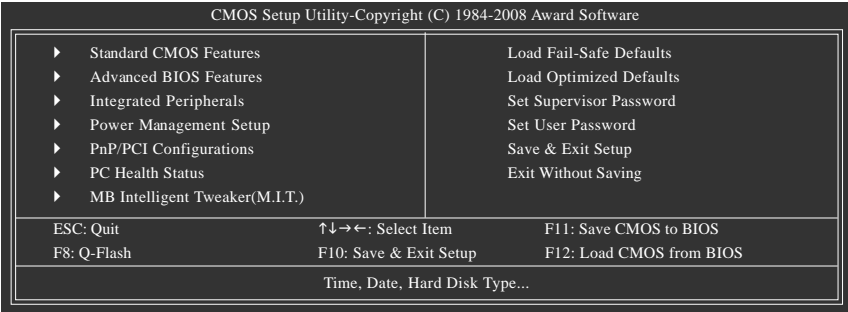 CMOS Setup Utility-Copyright (C) 1984-2008 Award Software
Standard CMOS Features
Advanced BIOS Features
Integrated Peripherals
Power Management Setup
PnP/PCI Configurations
PC Health Status
MB Intelligent Tweaker(M.I.T.)
Load Fail-Safe Defaults
Load Optimized Defaults
Set Supervisor Password
Set User Password
Save & Exit Setup
Exit Without Saving
ESC: Quit ↑↓→←: Select Item F11: Save CMOS to BIOS
F8: Q-Flash F10: Save & Exit Setup F12: Load CMOS from BIOS
Time, Date, Hard Disk Type...